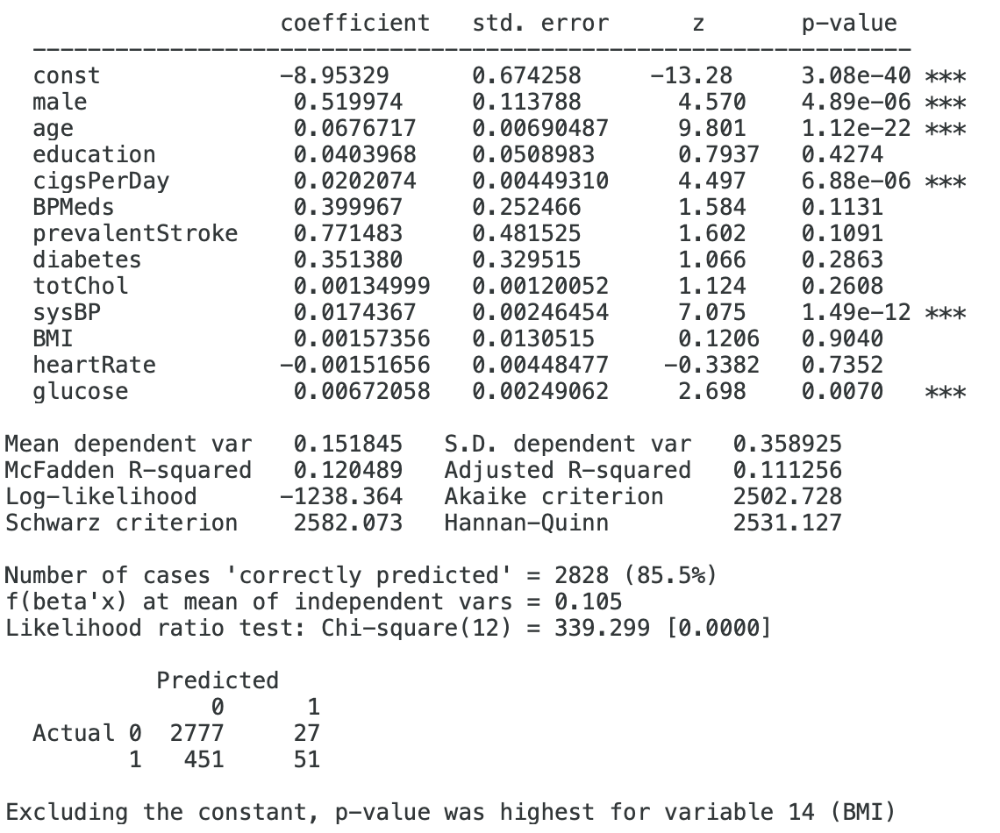 coefficient std. error z p-value
---------------------------------------------------------------
const −8.95329 0.674258 −13.28 3.08e−40 ***
male 0.519974 0.113788 4.570 4.89e−06 ***
age 0.0676717 0.00690487 9.801 1.12e−22 ***
education 0.0403968 0.0508983 0.7937 0.4274
cigsPerDay 0.0202074 0.00449310 4.497 6.88e−06 ***
BPMeds 0.399967 0.252466 1.584 0.1131
prevalentStroke 0.771483 0.481525 1.602 0.1091
diabetes 0.351380 0.329515 1.066 0.2863
totChol 0.00134999 0.00120052 1.124 0.2608
sysBP 0.0174367 0.00246454 7.075 1.49e−12 ***
BMI 0.00157356 0.0130515 0.1206 0.9040
heartRate −0.00151656 0.00448477 −0.3382 0.7352
glucose 0.00672058 0.00249062 2.698 0.0070 ***
Mean dependent var 0.151845 S.D. dependent var 0.358925
McFadden R-squared 0.120489 Adjusted R-squared 0.111256
Log-likelihood −1238.364 Akaike criterion 2502.728
Schwarz criterion 2582.073 Hannan-Quinn 2531.127
Number of cases 'correctly predicted' = 2828 (85.5%)
f(beta'x) at mean of independent vars = 0.105
Likelihood ratio test: Chi-square(12) = 339.299 [0.0000]
Predicted
0 1
Actual 0 2777 27
1 451 51
Excluding the constant, p-value was highest for variable 14 (BMI)